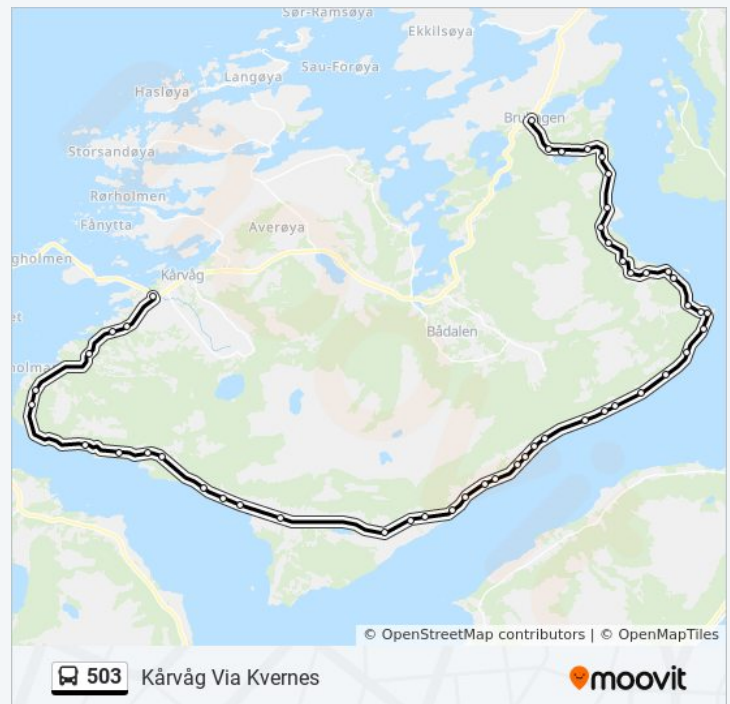 Sør-Ramsøya
Ekkilsøya
Sau-Forøya
Langøya
Hasløya
Storsandøya
Rørholmen
Fånytta
Averøya
gholmen
Kårvåg
Bådalen
© OpenStreetMap contributors | © OpenMapTiles
503 Kårvåg Via Kvernes
moovit